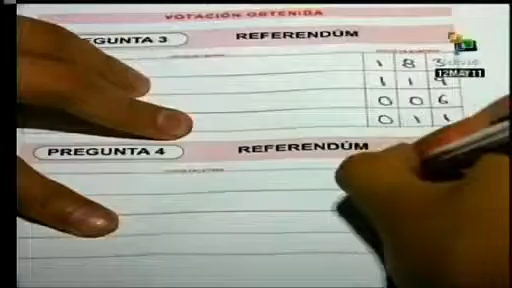 VOTACIÓN OBTENIDA
PREGUNTA 3 REFERENDÚM
1 8 3
1 1 4
0 0 6
0 1 1
12MAY11
PREGUNTA 4 REFERENDÚM